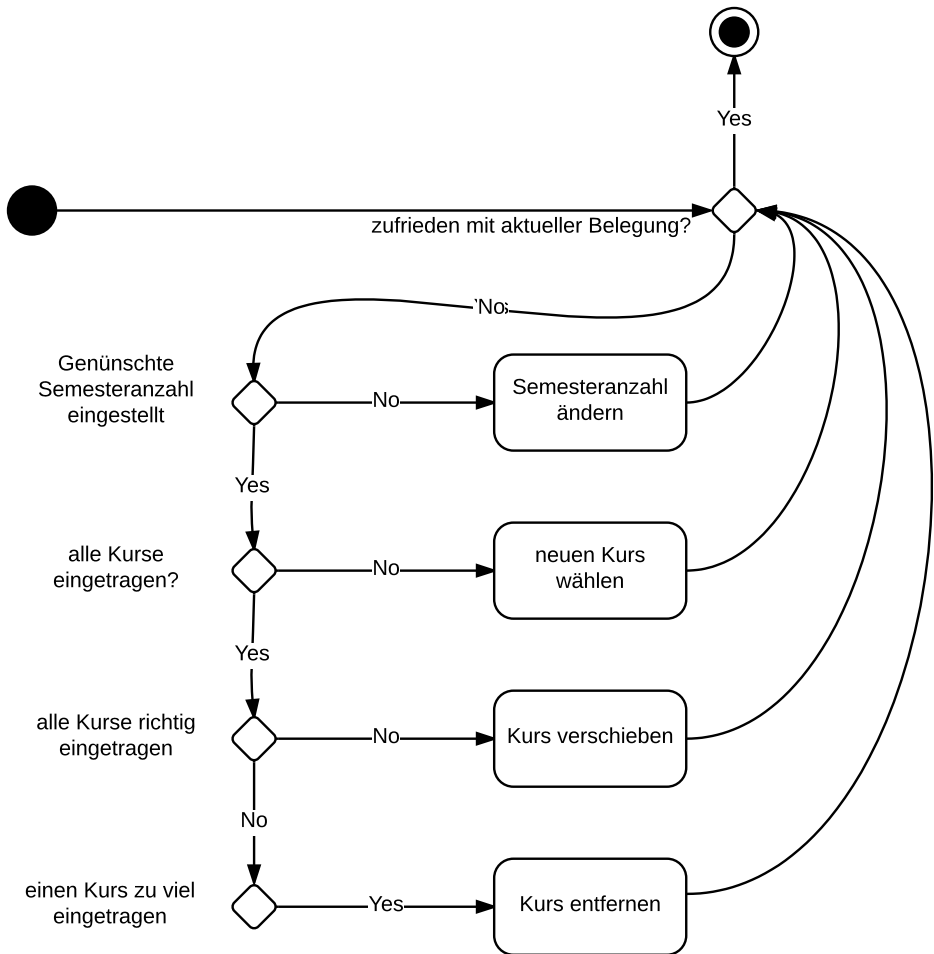 Yes
zufrieden mit aktueller Belegung?
No
Genünschte
Semesteranzahl
eingestellt
No
Semesteranzahl
ändern
Yes
alle Kurse
eingetragen?
No
neuen Kurs
wählen
Yes
alle Kurse richtig
eingetragen
No
Kurs verschieben
No
einen Kurs zu viel
eingetragen
Yes
Kurs entfernen